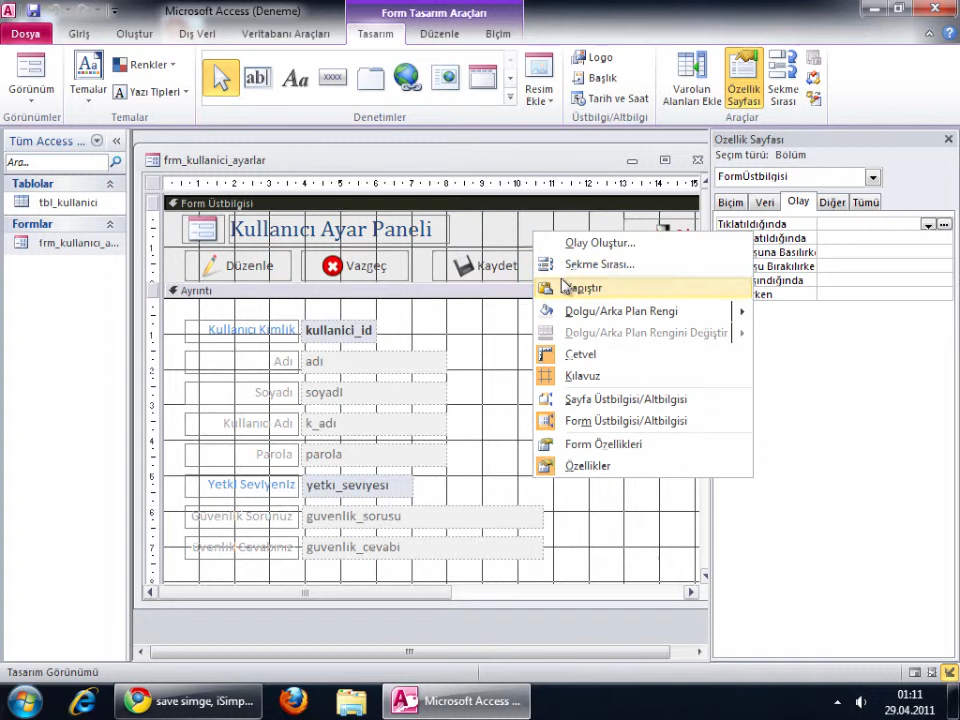 Microsoft Access (Deneme)
Form Tasarım Araçları
Dosya
Giriş
Oluştur
Dış Veri
Veritabanı Araçları
Tasarım
Düzenle
Biçim
Görünüm
Temalar
Renkler
Yazı Tipleri
ab|
Aa
XXXX
Resim
Ekle
Logo
Başlık
Tarih ve Saat
Varolan
Alanları Ekle
Özellik
Sayfası
Sekme
Sırası
Görünümler
Temalar
Denetimler
Üstbilgi/Altbilgi
Araçlar
Tüm Access ...
Ara...
Tablolar
tbl_kullanici
Formlar
frm_kullanıcı_a...
frm_kullanici_ayarlar
Form Üstbilgisi
Kullanıcı Ayar Paneli
Düzenle
Vazgeç
Kaydet
Ayrıntı
Kullanıcı Kimlik
kullanici_id
Adı
adı
Soyadı
soyadı
Kullanıcı Adı
k_adı
Parola
parola
Yetki Seviyeniz
yetki_seviyesi
Güvenlik Sorunuz
guvenlik_sorusu
guvenlik_cevabi
Olay Oluştur...
Sekme Sırası...
Yapıştır
Dolgu/Arka Plan Rengi
Dolgu/Arka Plan Rengini Değiştir
Cetvel
Kılavuz
Sayfa Üstbilgisi/Altbilgisi
Form Üstbilgisi/Altbilgisi
Form Özellikleri
Özellikler
Özellik Sayfası
Seçim türü: Bölüm
FormÜstbilgisi
Biçim
Veri
Olay
Diğer
Tümü
Tıklatıldığında
Tasarım Görünümü
save simge, iSimp...
Microsoft Access ...
01:11
29.04.2011